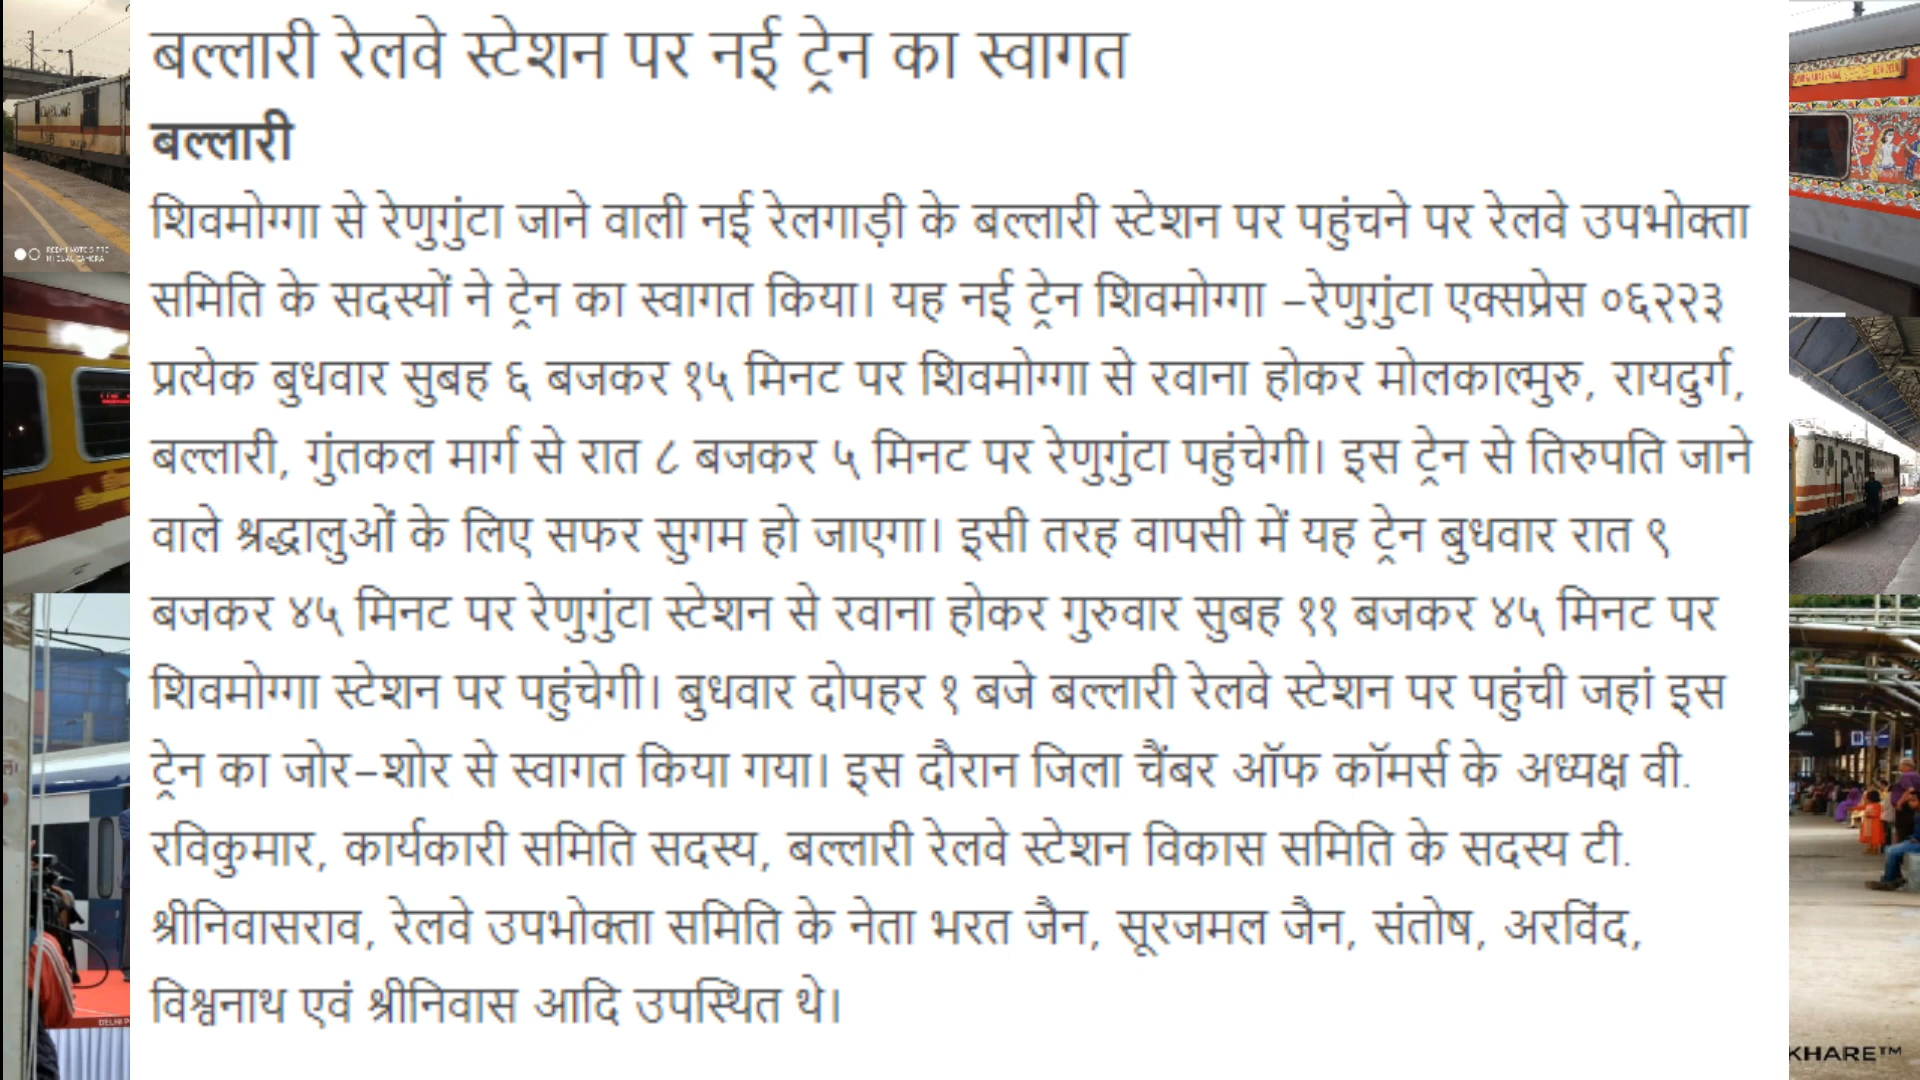 बल्लारी रेलवे स्टेशन पर नई ट्रेन का स्वागत
बल्लारी
शिवमोग्गा से रेणुगुंटा जाने वाली नई रेलगाड़ी के बल्लारी स्टेशन पर पहुंचने पर रेलवे उपभोक्ता
समिति के सदस्यों ने ट्रेन का स्वागत किया। यह नई ट्रेन शिवमोग्गा –रेणुगुंटा एक्सप्रेस ०६२२३
प्रत्येक बुधवार सुबह ६ बजकर १५ मिनट पर शिवमोग्गा से रवाना होकर मोलकाल्मुरु, रायदुर्ग,
बल्लारी, गुंतकल मार्ग से रात ८ बजकर ५ मिनट पर रेणुगुंटा पहुंचेगी। इस ट्रेन से तिरुपति जाने
वाले श्रद्धालुओं के लिए सफर सुगम हो जाएगा। इसी तरह वापसी में यह ट्रेन बुधवार रात ९
बजकर ४५ मिनट पर रेणुगुंटा स्टेशन से रवाना होकर गुरुवार सुबह ११ बजकर ४५ मिनट पर
शिवमोग्गा स्टेशन पर पहुंचेगी। बुधवार दोपहर १ बजे बल्लारी रेलवे स्टेशन पर पहुंची जहां इस
ट्रेन का जोर–शोर से स्वागत किया गया। इस दौरान जिला चैंबर ऑफ कॉमर्स के अध्यक्ष वी.
रविकुमार, कार्यकारी समिति सदस्य, बल्लारी रेलवे स्टेशन विकास समिति के सदस्य टी.
श्रीनिवासराव, रेलवे उपभोक्ता समिति के नेता भरत जैन, सूरजमल जैन, संतोष, अरविंद,
विश्वनाथ एवं श्रीनिवास आदि उपस्थित थे।
KHARE™